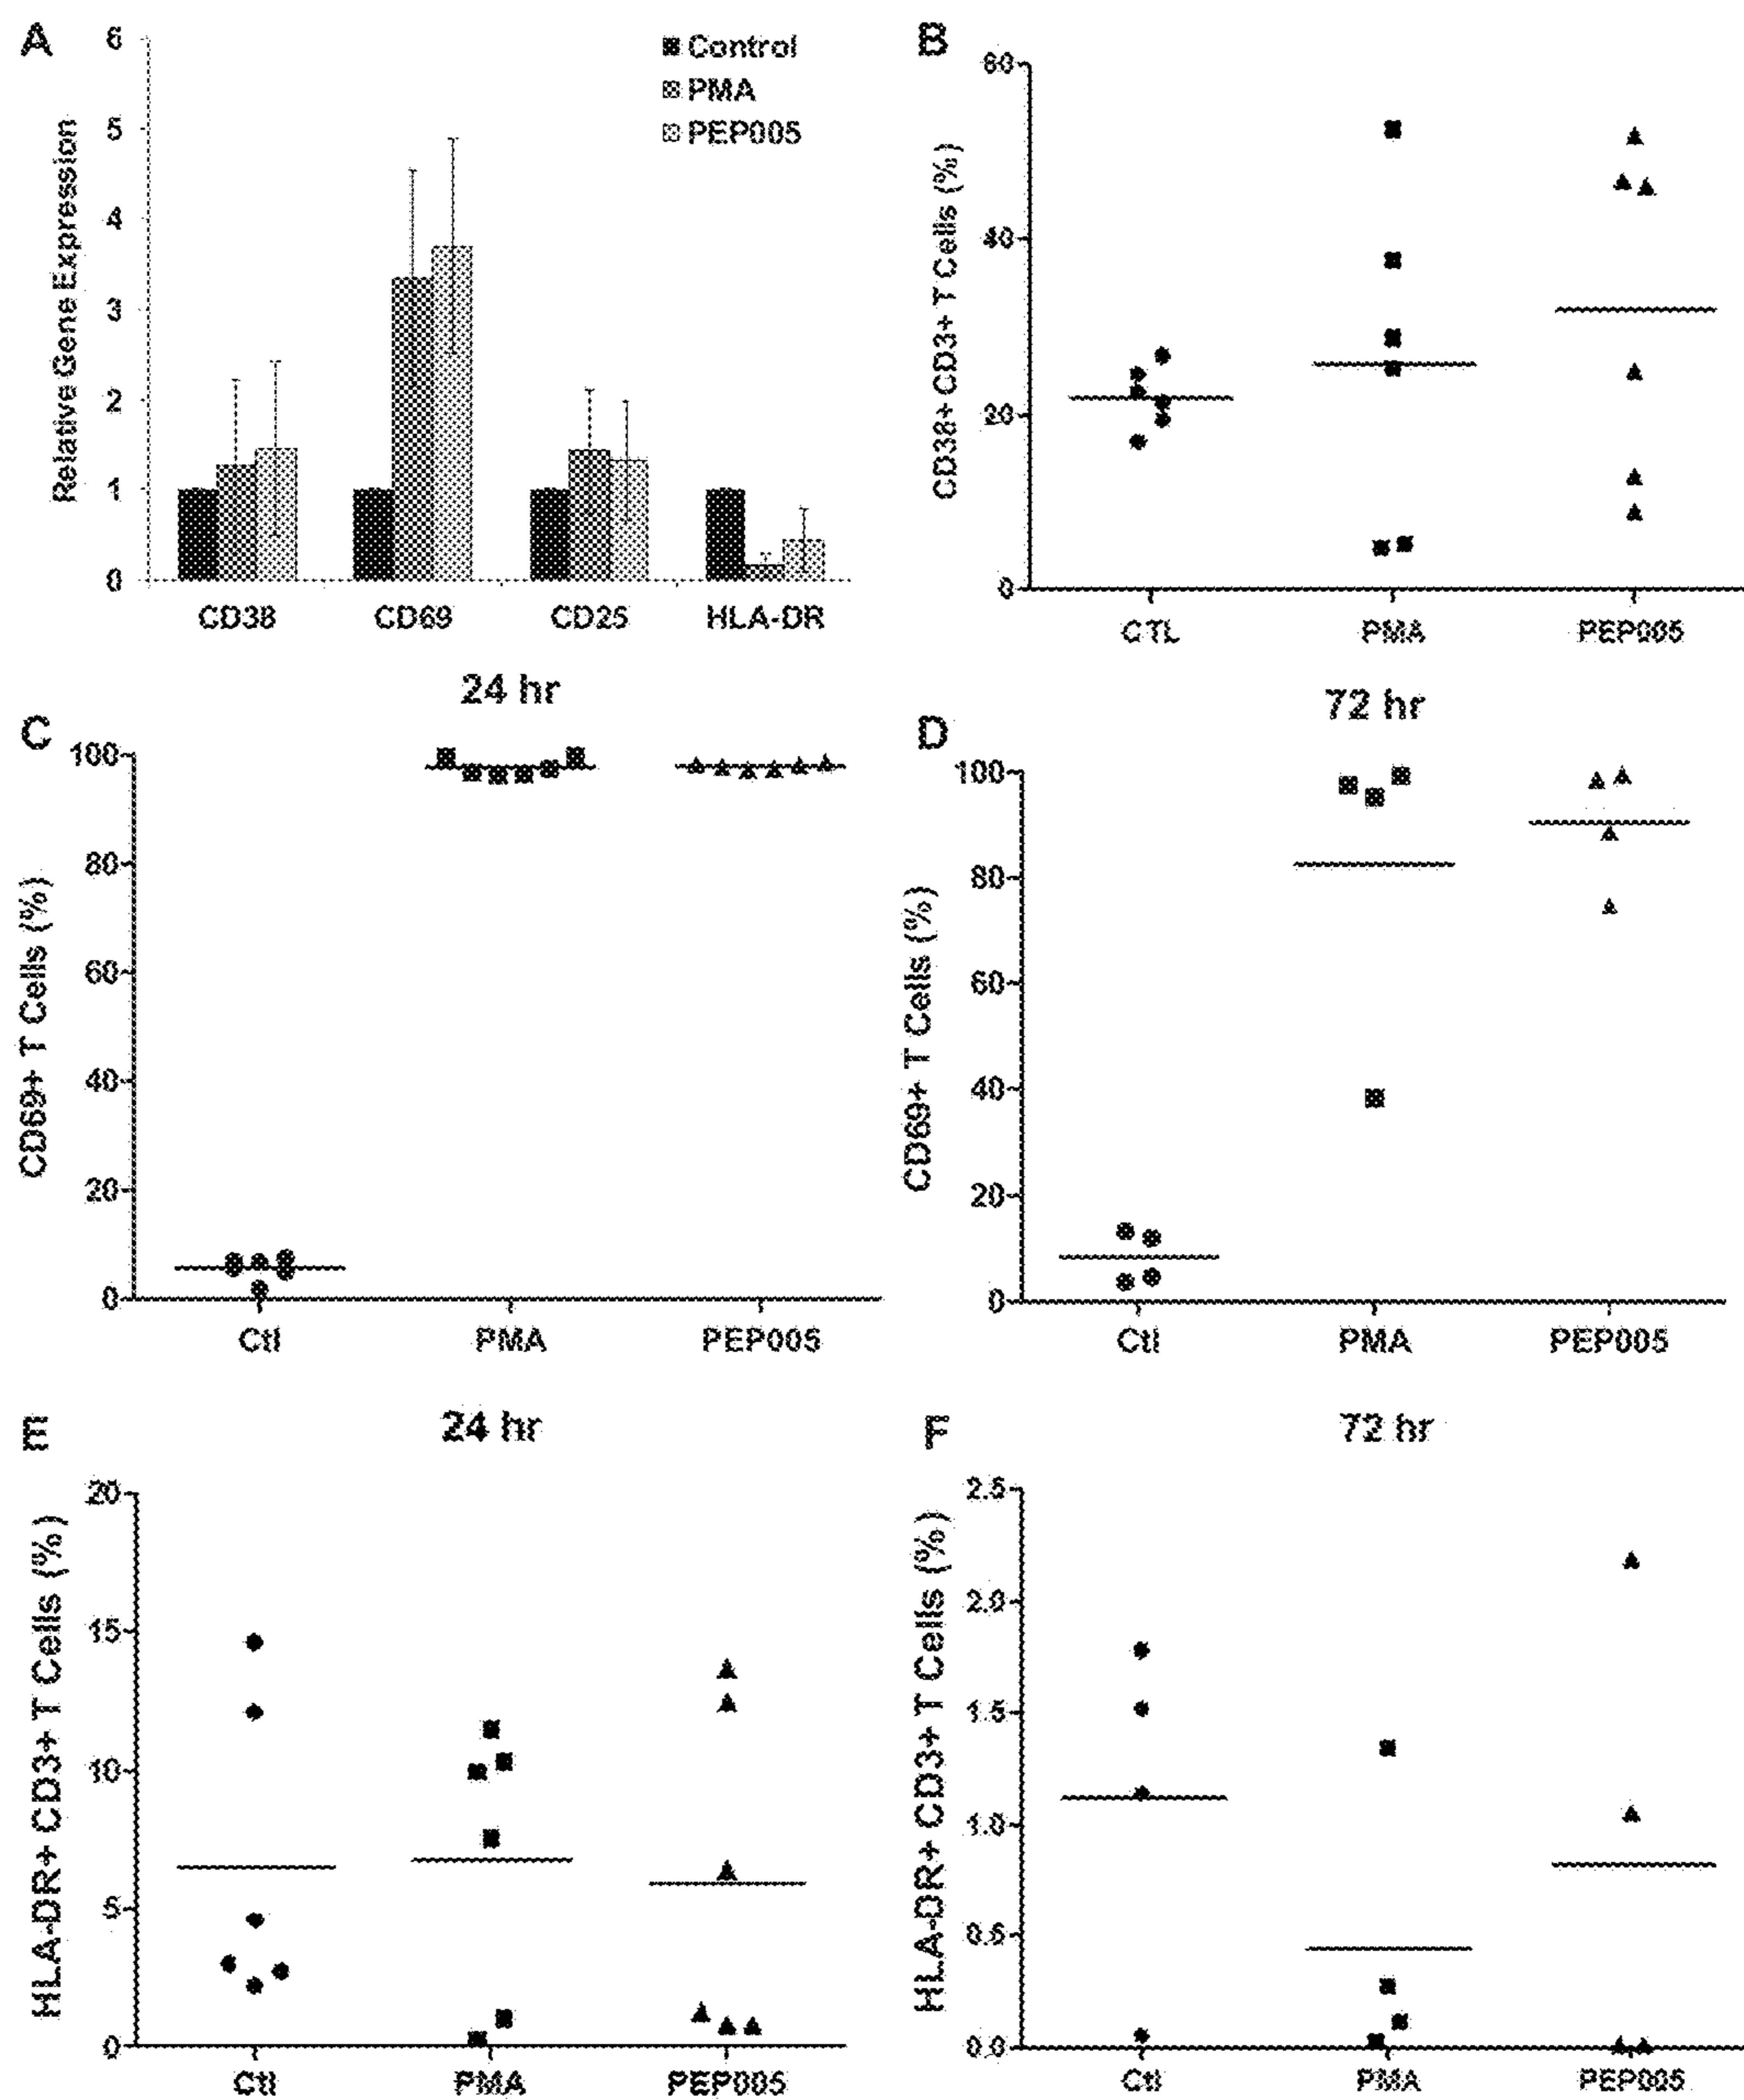 A
6
5
4
3
2
1
0
Relative Gene Expression
Control
PMA
PEP005
CD38
CD69
CD25
HLA-DR
B
60
40
20
0
CD38+ CD3+ T Cells (%)
CTL
PMA
PEP005
C
24 hr
100
80
60
40
20
0
CD69+ T Cells (%)
Ctl
PMA
PEP005
D
72 hr
100
80
60
40
20
0
CD69+ T Cells (%)
Ctl
PMA
PEP005
E
24 hr
20
15
10
5
0
HLA-DR+ CD3+ T Cells (%)
Ctl
PMA
PEP005
F
72 hr
2.5
2.0
1.5
1.0
0.5
0.0
HLA-DR+ CD3+ T Cells (%)
Ctl
PMA
PEP005